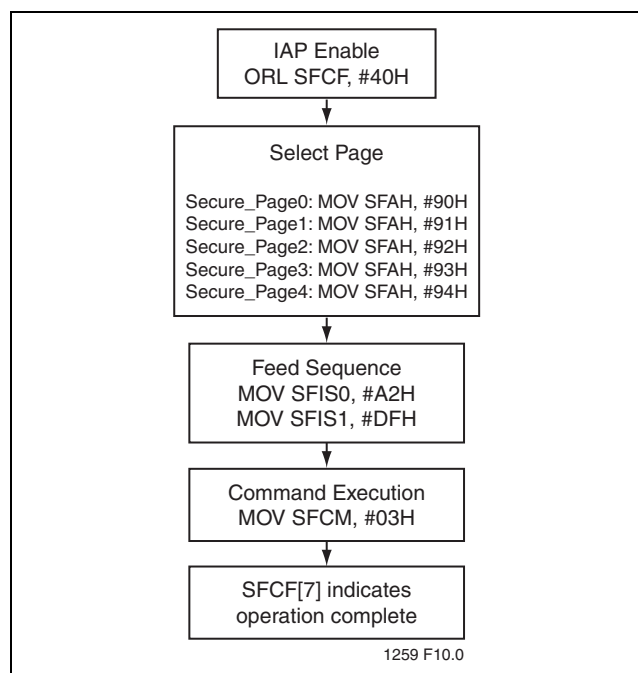 IAP Enable
ORL SFCF, #40H
Select Page
Secure_Page0: MOV SFAH, #90H
Secure_Page1: MOV SFAH, #91H
Secure_Page2: MOV SFAH, #92H
Secure_Page3: MOV SFAH, #93H
Secure_Page4: MOV SFAH, #94H
Feed Sequence
MOV SFIS0, #A2H
MOV SFIS1, #DFH
Command Execution
MOV SFCM, #03H
SFCF[7] indicates
operation complete
1259 F10.0